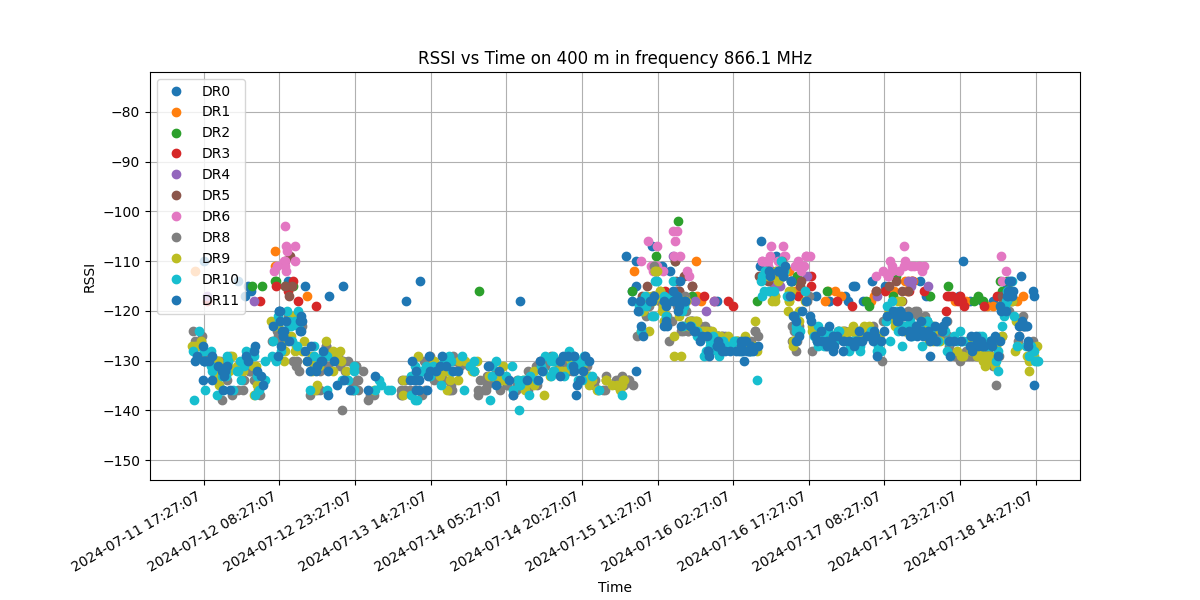 RSSI vs Time on 400 m in frequency 866.1 MHz
DR0
DR1
DR2
DR3
DR4
DR5
DR6
DR8
DR9
DR10
DR11
RSSI
−80
−90
−100
−110
−120
−130
−140
−150
2024-07-11 17:27:07
2024-07-12 08:27:07
2024-07-12 23:27:07
2024-07-13 14:27:07
2024-07-14 05:27:07
2024-07-14 20:27:07
2024-07-15 11:27:07
2024-07-16 02:27:07
2024-07-16 17:27:07
2024-07-17 08:27:07
2024-07-17 23:27:07
2024-07-18 14:27:07
Time